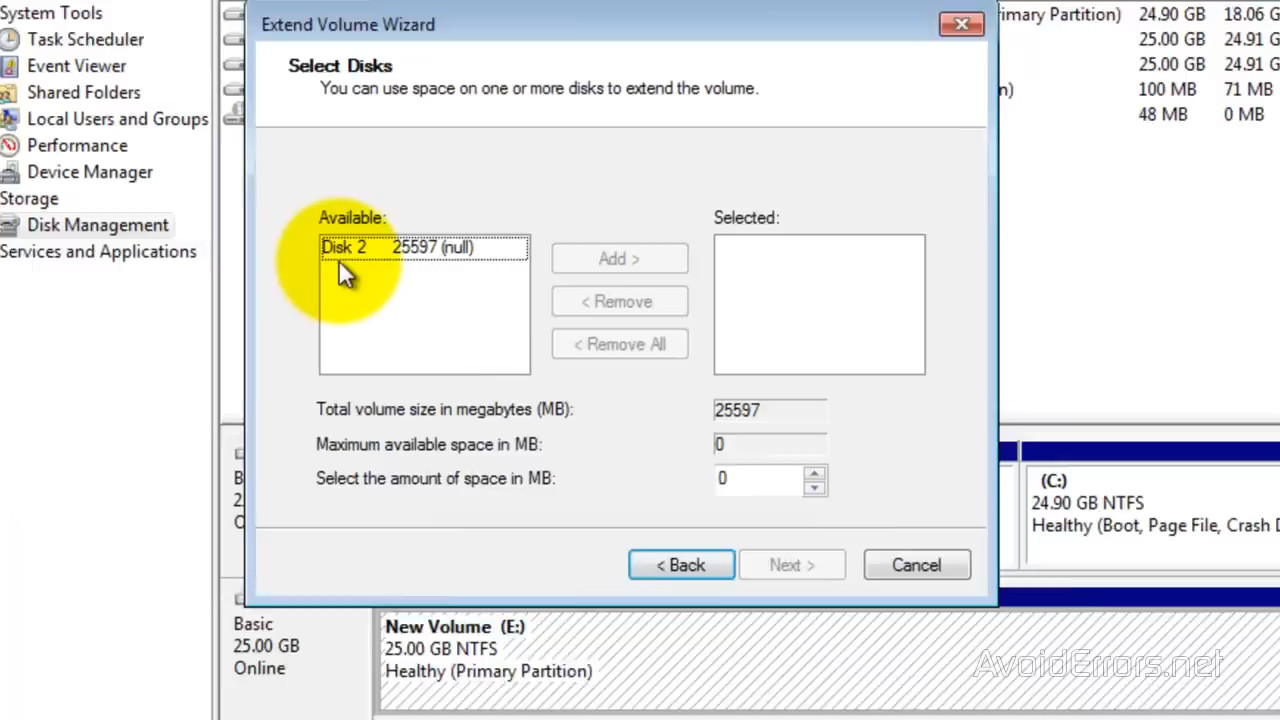 System Tools
Task Scheduler
Event Viewer
Shared Folders
Local Users and Groups
Performance
Device Manager
Storage
Disk Management
Services and Applications
Extend Volume Wizard
Select Disks
You can use space on one or more disks to extend the volume.
Available:
Disk 2 25597 (null)
Add >
< Remove
< Remove All
Selected:
Total volume size in megabytes (MB): 25597
Maximum available space in MB: 0
Select the amount of space in MB: 0
< Back
Next >
Cancel
Partition) 24.90 GB 18.06
25.00 GB 24.91
25.00 GB 24.91
100 MB 71 MB
48 MB 0 MB
(C:)
24.90 GB NTFS
Healthy (Boot, Page File, Crash
Basic
25.00 GB
Online
New Volume (E:)
25.00 GB NTFS
Healthy (Primary Partition)
AvoidErrors.net